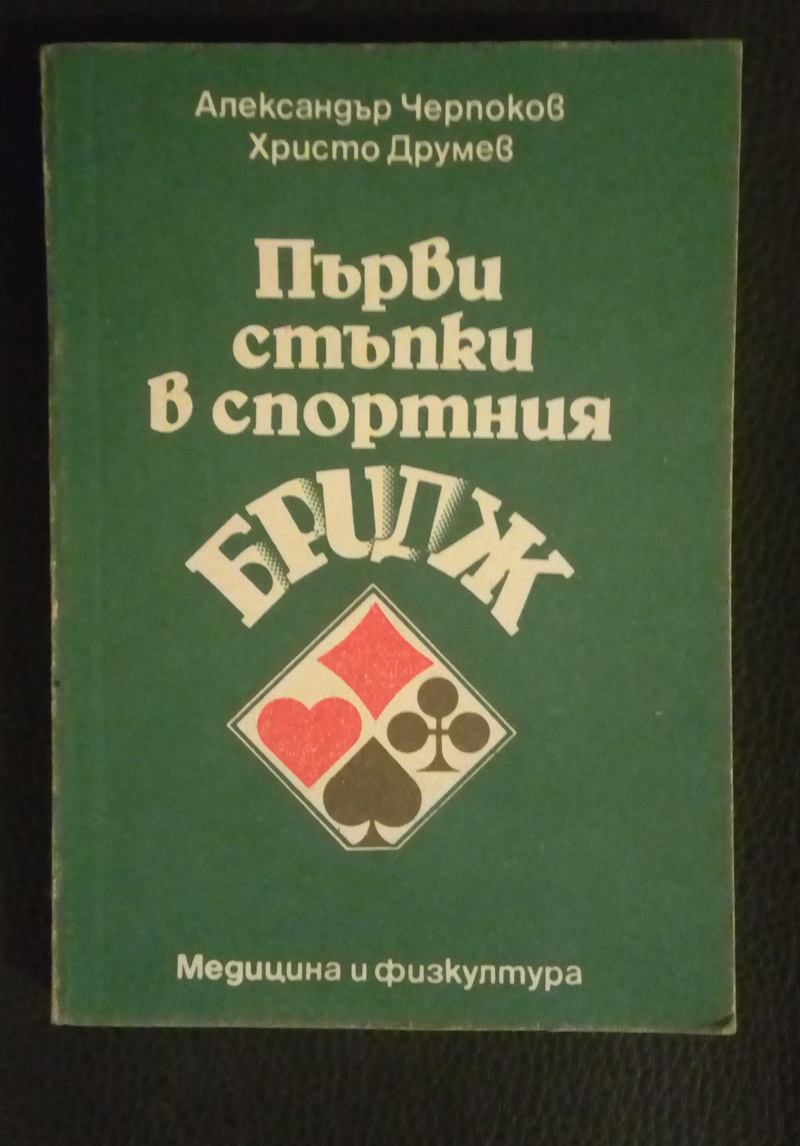 Александър Черпоков
Христо Друмев
Първи
стъпки
в спортния
БРИДЖ
Медицина и физкултура